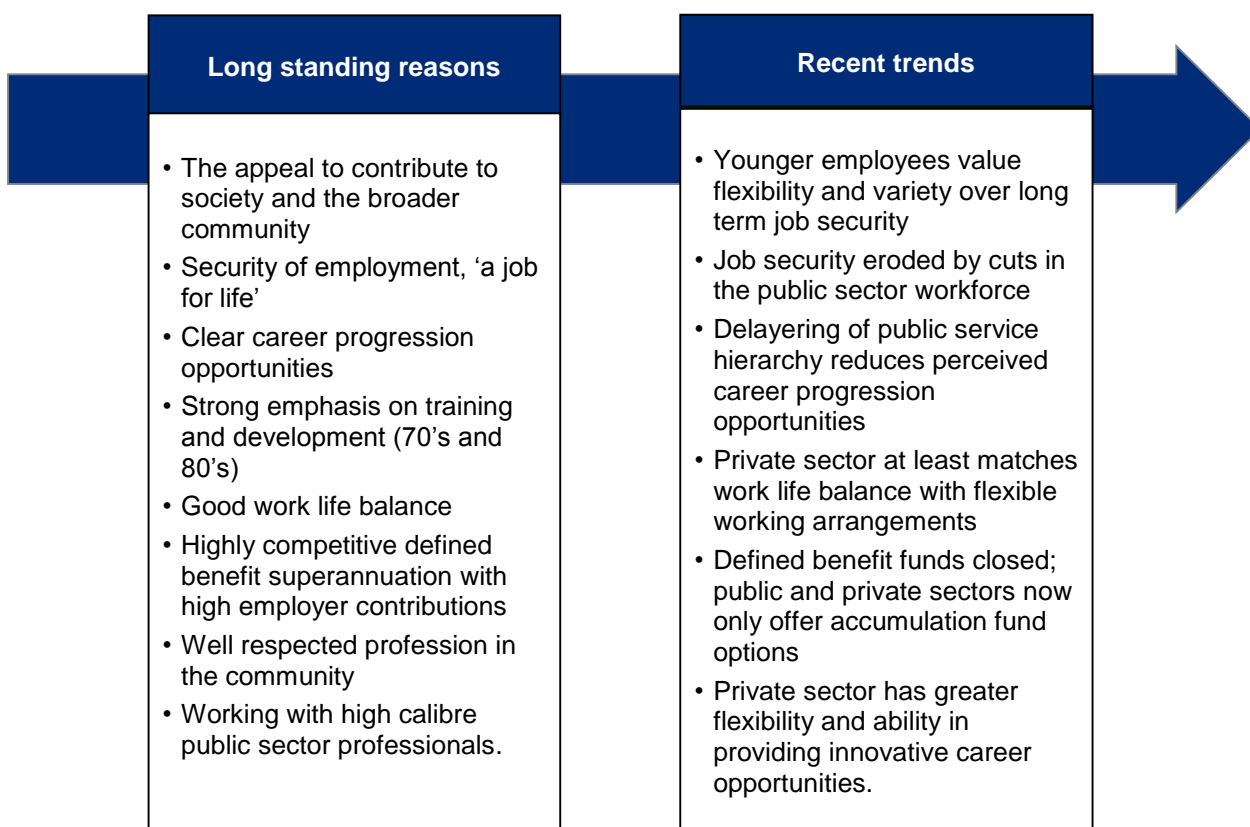 Long standing reasons
• The appeal to contribute to
society and the broader
community
• Security of employment, ‘a job
for life’
• Clear career progression
opportunities
• Strong emphasis on training
and development (70’s and
80’s)
• Good work life balance
• Highly competitive defined
benefit superannuation with
high employer contributions
• Well respected profession in
the community
• Working with high calibre
public sector professionals.
Recent trends
• Younger employees value
flexibility and variety over long
term job security
• Job security eroded by cuts in
the public sector workforce
• Delayering of public service
hierarchy reduces perceived
career progression
opportunities
• Private sector at least matches
work life balance with flexible
working arrangements
• Defined benefit funds closed;
public and private sectors now
only offer accumulation fund
options
• Private sector has greater
flexibility and ability in
providing innovative career
opportunities.